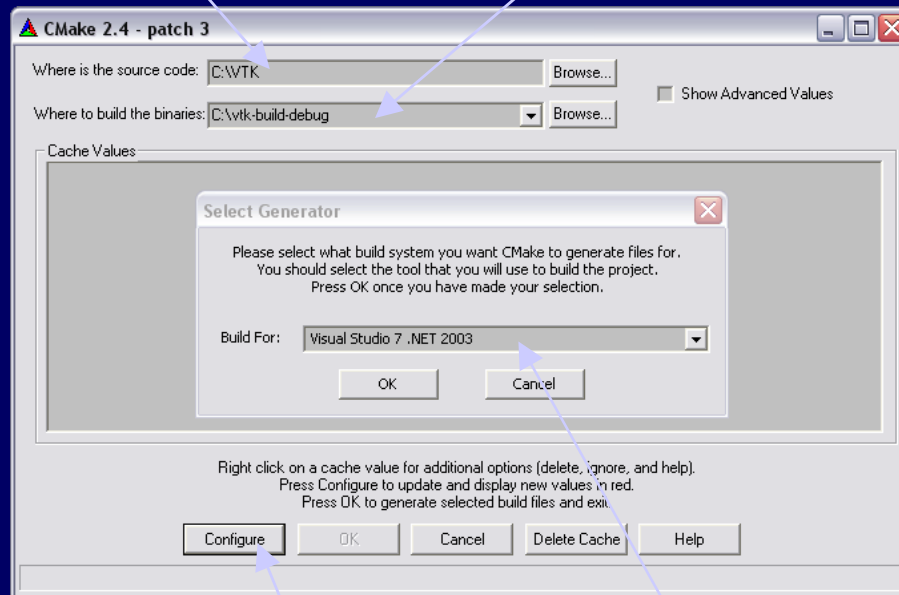 CMake 2.4 - patch 3
Where is the source code: C:\VTK Browse...
Show Advanced Values
Where to build the binaries: C:\vtk-build-debug Browse...
Cache Values
Select Generator
Please select what build system you want CMake to generate files for.
You should select the tool that you will use to build the project.
Press OK once you have made your selection.
Build For: Visual Studio 7 .NET 2003
OK Cancel
Right click on a cache value for additional options (delete, ignore, and help).
Press Configure to update and display new values in red.
Press OK to generate selected build files and exit.
Configure OK Cancel Delete Cache Help